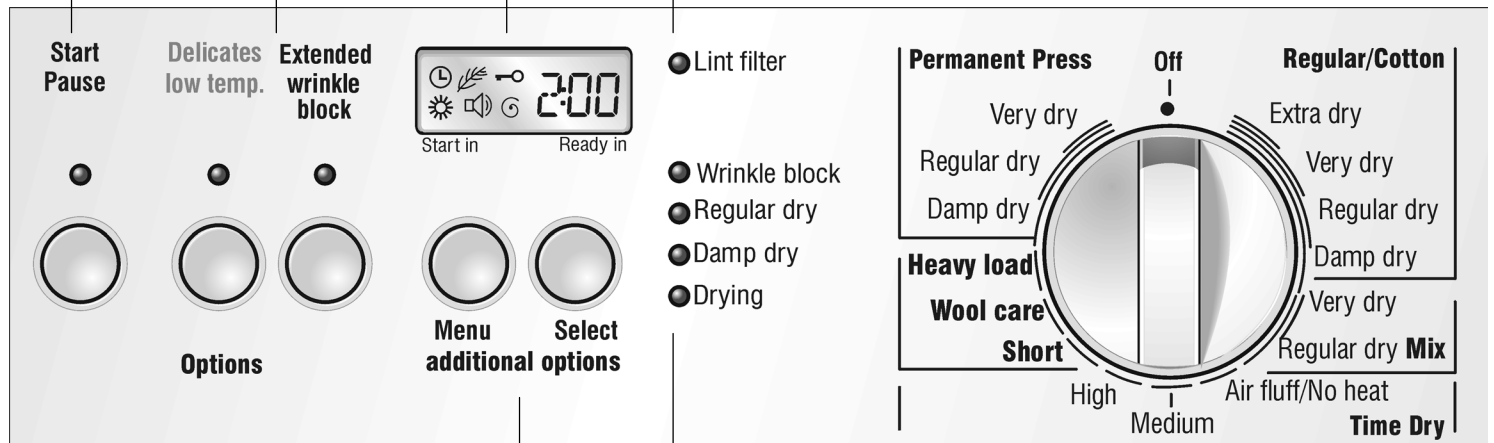 Start
Pause
Delicates
low temp.
Extended
wrinkle
block
2:00
Start in
Ready in
Options
Menu
Select
additional options
Lint filter
Wrinkle block
Regular dry
Damp dry
Drying
Permanent Press
Very dry
Regular dry
Damp dry
Heavy load
Wool care
Short
Off
Regular/Cotton
Extra dry
Very dry
Regular dry
Damp dry
Very dry
Regular dry Mix
High
Medium
Air fluff/No heat
Time Dry